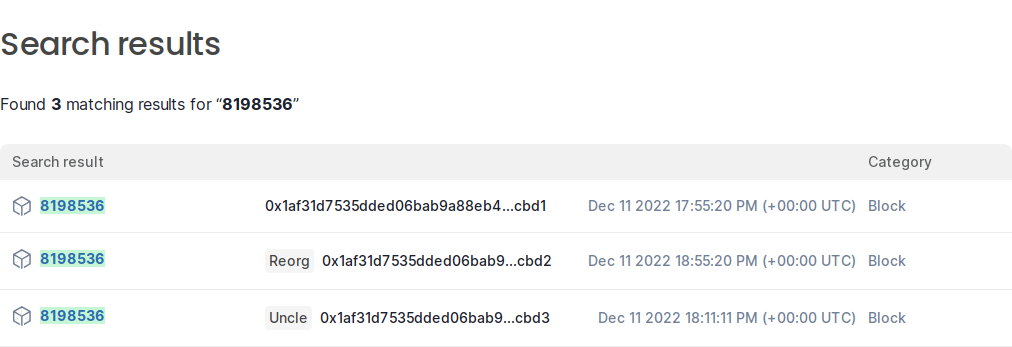 Search results
Found 3 matching results for “8198536”
Search result Category
8198536 0x1af31d7535dded06bab9a88eb4...cbd1 Dec 11 2022 17:55:20 PM (+00:00 UTC) Block
8198536 Reorg 0x1af31d7535dded06bab9...cbd2 Dec 11 2022 18:55:20 PM (+00:00 UTC) Block
8198536 Uncle 0x1af31d7535dded06bab9...cbd3 Dec 11 2022 18:11:11 PM (+00:00 UTC) Block